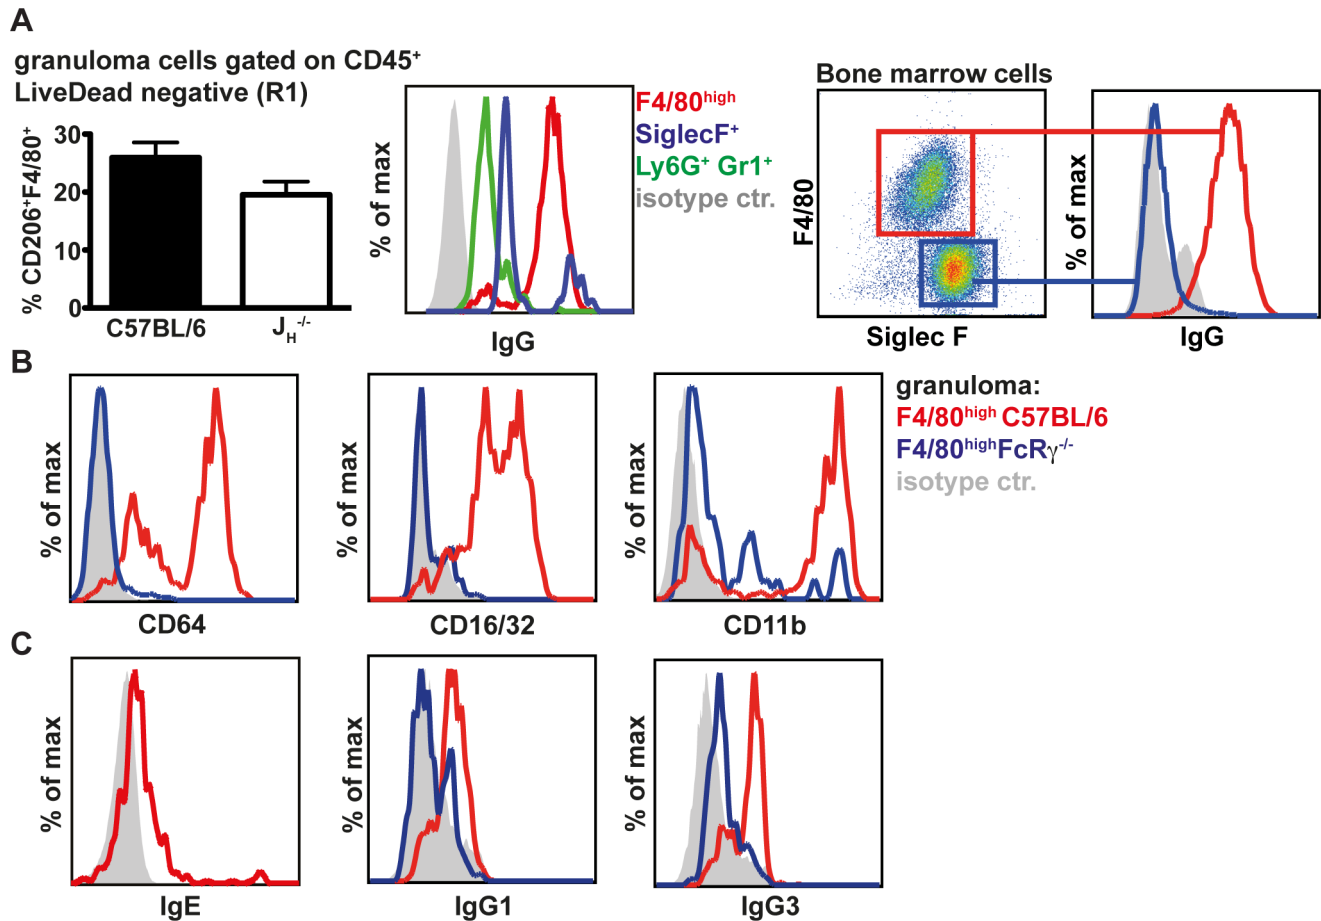 A
granuloma cells gated on CD45+
LiveDead negative (R1)
% CD206+F4/80+
30
20
10
0
C57BL/6
JH-/-
% of max
IgG
F4/80high
SiglecF+
Ly6G+ Gr1+
isotype ctr.
Bone marrow cells
F4/80
Siglec F
% of max
IgG
B
% of max
CD64
% of max
CD16/32
% of max
CD11b
granuloma:
F4/80high C57BL/6
F4/80highFcRγ-/-
isotype ctr.
C
% of max
IgE
% of max
IgG1
% of max
IgG3